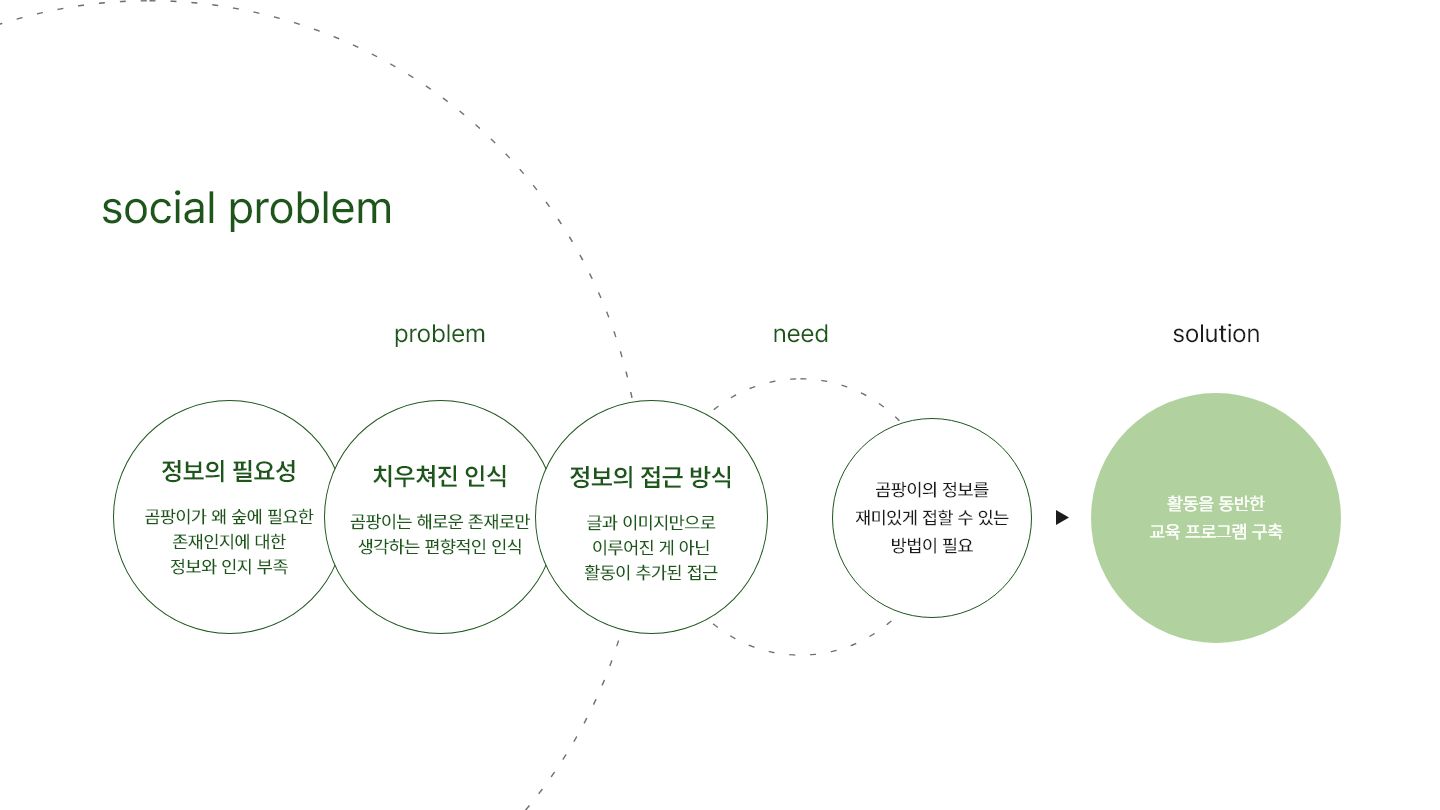 social problem
problem
need
solution
정보의 필요성
곰팡이가 왜 숲에 필요한
존재인지에 대한
정보와 인지 부족
치우쳐진 인식
곰팡이는 해로운 존재로만
생각하는 편향적인 인식
정보의 접근 방식
글과 이미지만으로
이루어진 게 아닌
활동이 추가된 접근
곰팡이의 정보를
재미있게 접할 수 있는
방법이 필요
활동을 동반한
교육 프로그램 구축